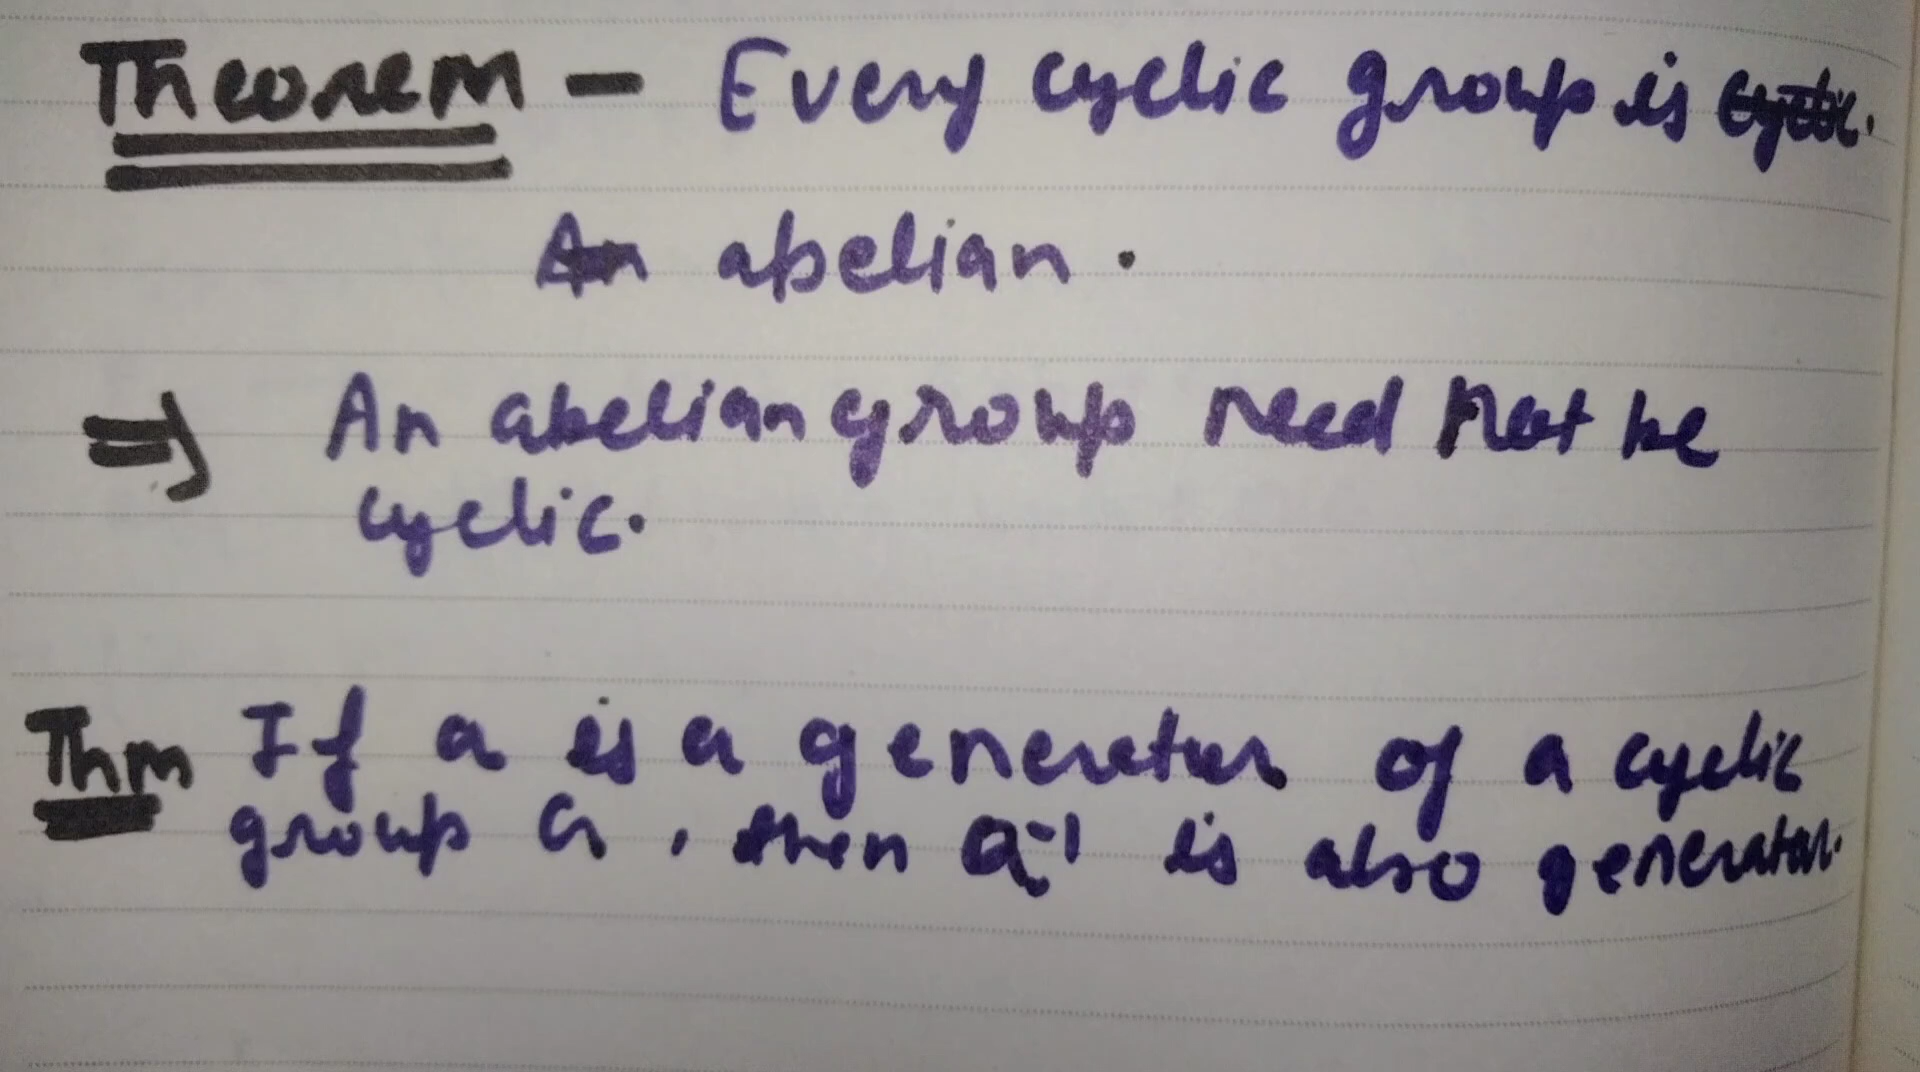 Theorem - Every cyclic group is cyclic.
An abelian.
⇒ An abelian group need not be
cyclic.
Thm If a is a generator of a cyclic
group G, then a⁻¹ is also generator.